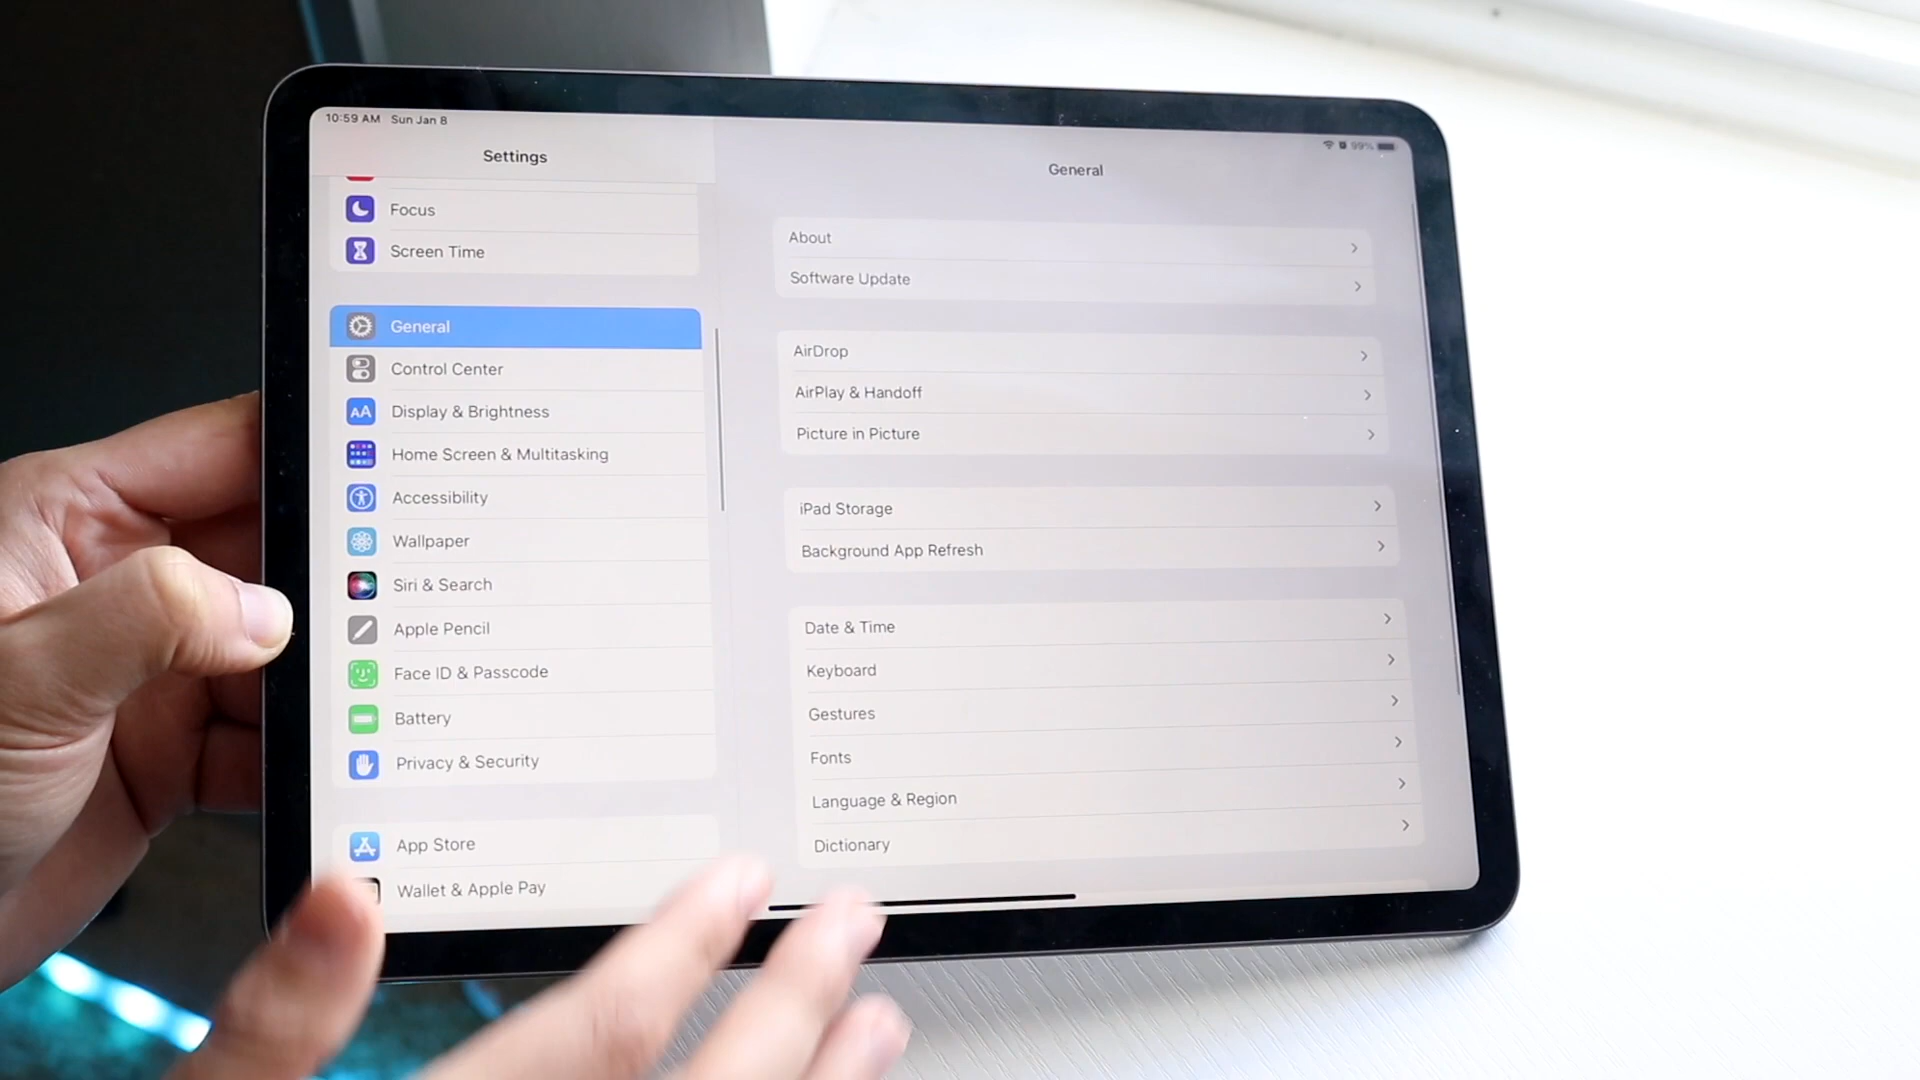 10:59 AM Sun Jan 8
99%
Settings
Focus
Screen Time
General
Control Center
AA
Display & Brightness
Home Screen & Multitasking
Accessibility
Wallpaper
Siri & Search
Apple Pencil
Face ID & Passcode
Battery
Privacy & Security
App Store
Wallet & Apple Pay
General
About
Software Update
AirDrop
AirPlay & Handoff
Picture in Picture
iPad Storage
Background App Refresh
Date & Time
Keyboard
Gestures
Fonts
Language & Region
Dictionary